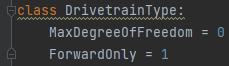 class DrivetrainType:
    MaxDegreeOfFreedom = 0
    ForwardOnly = 1